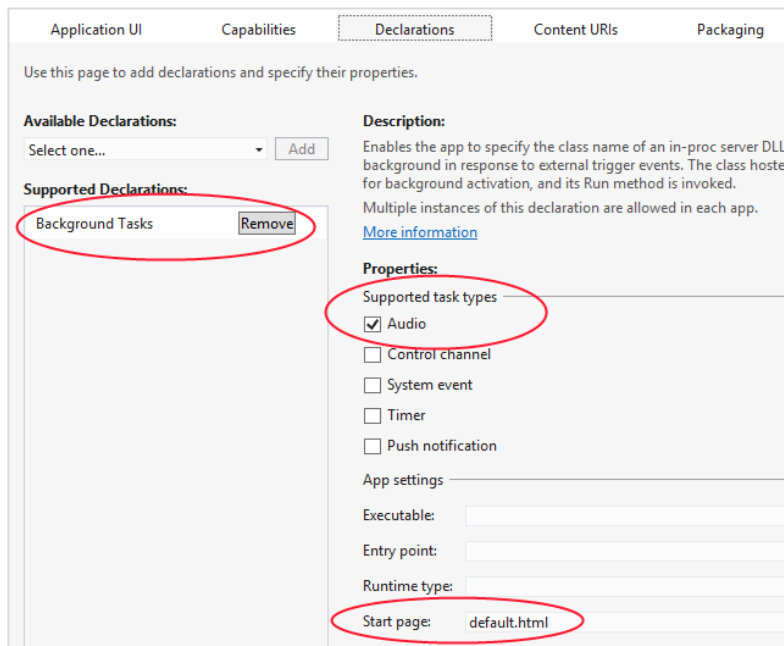 Application UI
Capabilities
Declarations
Content URIs
Packaging
Use this page to add declarations and specify their properties.
Available Declarations:
Select one...
Add
Supported Declarations:
Background Tasks
Remove
Description:
Enables the app to specify the class name of an in-proc server DLL
background in response to external trigger events. The class hoste
for background activation, and its Run method is invoked.
Multiple instances of this declaration are allowed in each app.
More information
Properties:
Supported task types
Audio
Control channel
System event
Timer
Push notification
App settings
Executable:
Entry point:
Runtime type:
Start page:
default.html